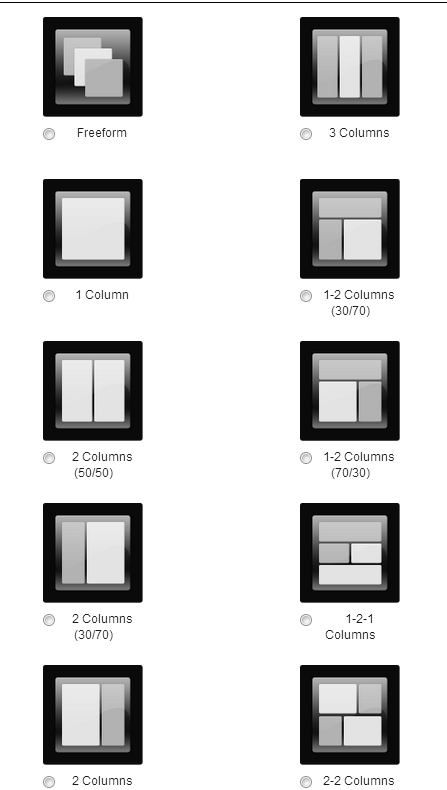 Freeform
3 Columns
1 Column
1-2 Columns
(30/70)
2 Columns
(50/50)
1-2 Columns
(70/30)
2 Columns
(30/70)
1-2-1
Columns
2 Columns
2-2 Columns